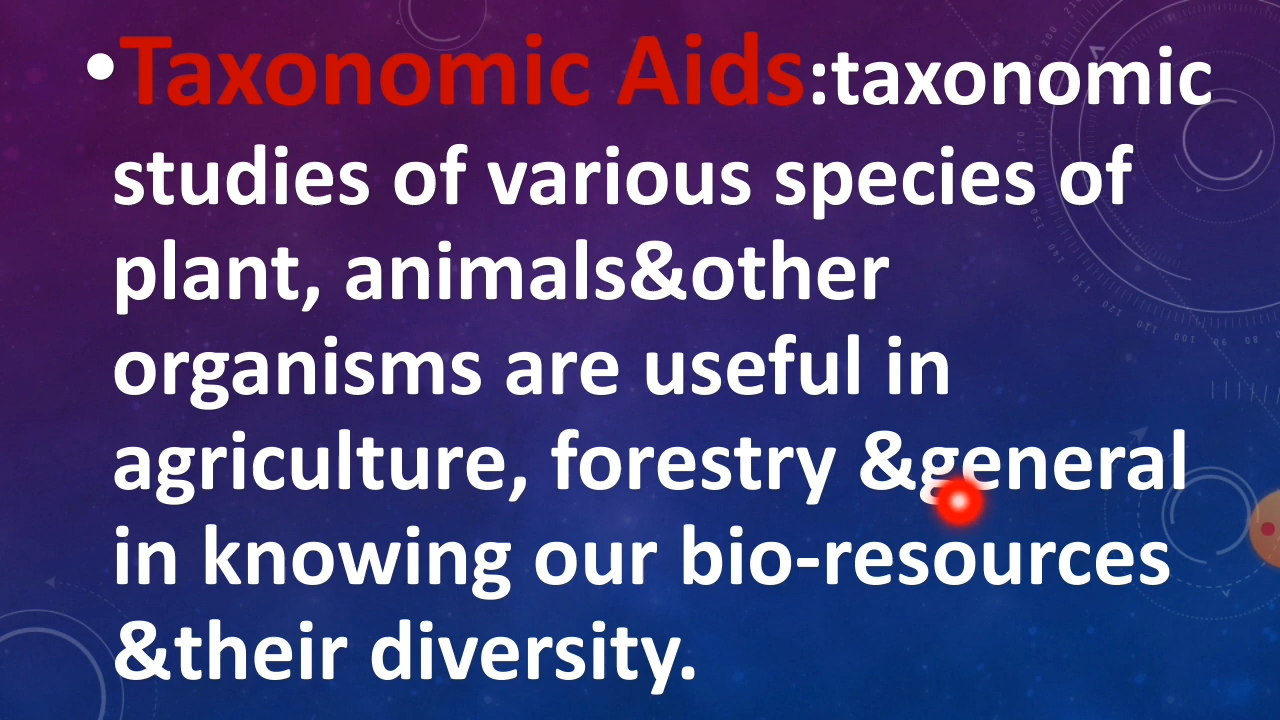 •Taxonomic Aids:taxonomic
studies of various species of
plant, animals&other
organisms are useful in
agriculture, forestry &general
in knowing our bio-resources
&their diversity.